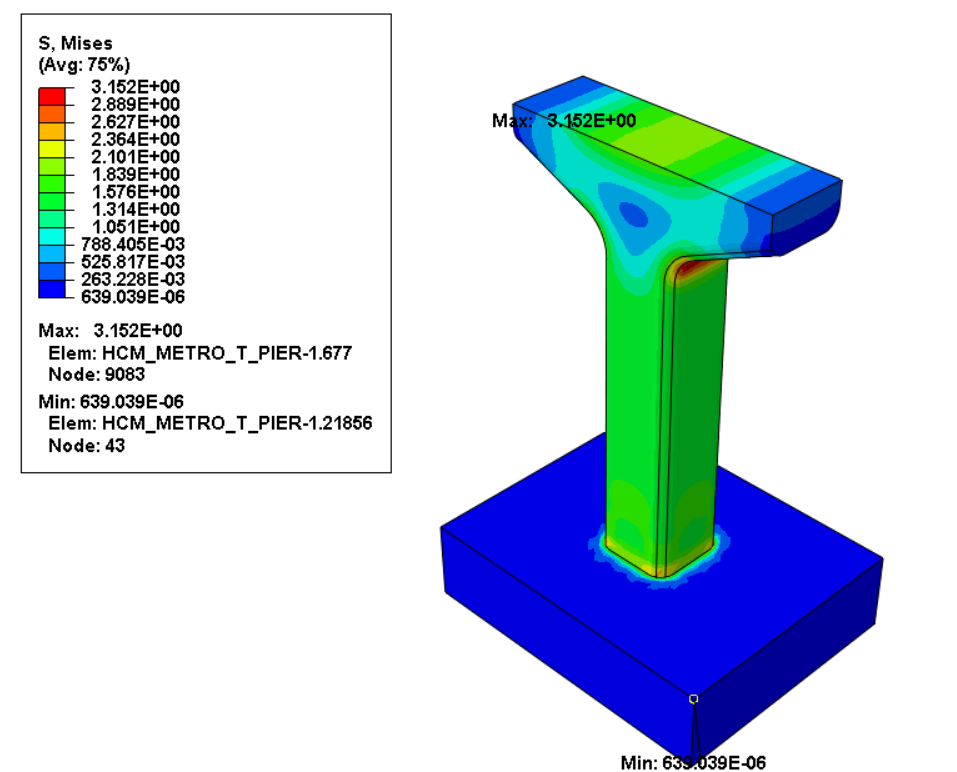 S, Mises
(Avg: 75%)
3.152E+00
2.889E+00
2.627E+00
2.364E+00
2.101E+00
1.839E+00
1.576E+00
1.314E+00
1.051E+00
788.405E-03
525.817E-03
263.228E-03
639.039E-06
Max: 3.152E+00
Elem: HCM_METRO_T_PIER-1.677
Node: 9083
Min: 639.039E-06
Elem: HCM_METRO_T_PIER-1.21856
Node: 43
Max: 3.152E+00
Min: 639.039E-06